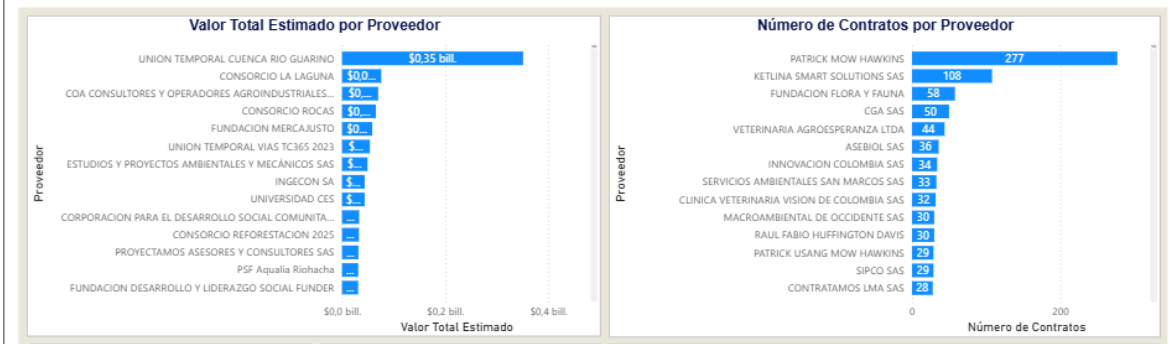 Valor Total Estimado por Proveedor
Proveedor
UNION TEMPORAL CUENCA RIO GUARINO $0,35 bill.
CONSORCIO LA LAGUNA $0,0...
COA CONSULTORES Y OPERADORES AGROINDUSTRIALES... $0,...
CONSORCIO ROCAS $0,...
FUNDACION MERCAJUSTO $0...
UNION TEMPORAL VIAS TC365 2023 $...
ESTUDIOS Y PROYECTOS AMBIENTALES Y MECÁNICOS SAS $...
INGECON SA $...
UNIVERSIDAD CES $...
CORPORACION PARA EL DESARROLLO SOCIAL COMUNITA... ...
CONSORCIO REFORESTACION 2025 ...
PROYECTAMOS ASESORES Y CONSULTORES SAS ...
PSF Aqualia Riohacha ...
FUNDACION DESARROLLO Y LIDERAZGO SOCIAL FUNDER ...
$0,0 bill. $0,2 bill. $0,4 bill.
Valor Total Estimado
Número de Contratos por Proveedor
Proveedor
PATRICK MOW HAWKINS 277
KETLINA SMART SOLUTIONS SAS 108
FUNDACION FLORA Y FAUNA 58
CGA SAS 50
VETERINARIA AGROESPERANZA LTDA 44
ASEBIOL SAS 36
INNOVACION COLOMBIA SAS 34
SERVICIOS AMBIENTALES SAN MARCOS SAS 33
CLINICA VETERINARIA VISION DE COLOMBIA SAS 32
MACROAMBIENTAL DE OCCIDENTE SAS 30
RAUL FABIO HUFFINGTON DAVIS 30
PATRICK USANG MOW HAWKINS 29
SIPCO SAS 29
CONTRATAMOS LMA SAS 28
0 200
Número de Contratos